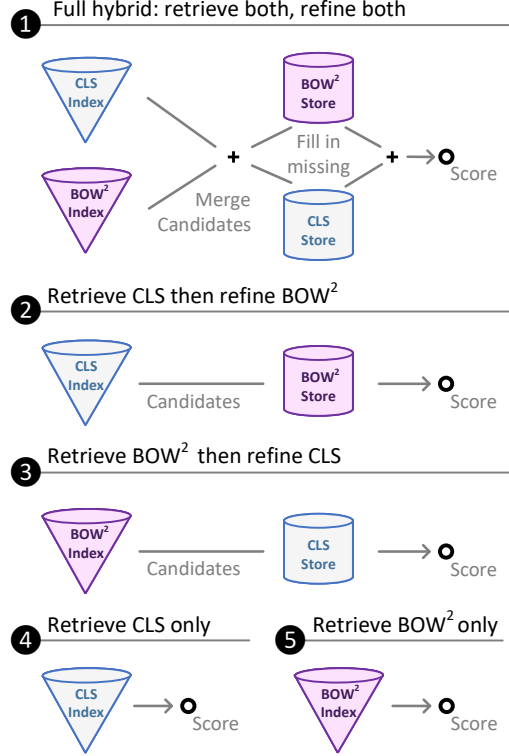 1 Full hybrid: retrieve both, refine both
CLS
Index
BOW²
Store
Fill in
missing
Score
BOW²
Index
Merge
Candidates
CLS
Store
2 Retrieve CLS then refine BOW²
CLS
Index
Candidates
BOW²
Store
Score
3 Retrieve BOW² then refine CLS
BOW²
Index
Candidates
CLS
Store
Score
4 Retrieve CLS only
CLS
Index
Score
5 Retrieve BOW² only
BOW²
Index
Score